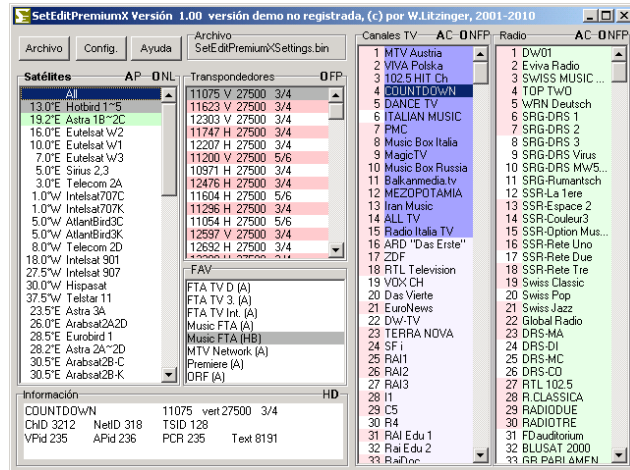 SetEditPremiumX Versión 1.00 versión demo no registrada, (c) por W.Litzinger, 2001-2010
Archivo
Config.
Ayuda
Archivo
SetEditPremiumXSettings.bin
Satélites A P O N L
All
13.0°E Hotbird 1~5
19.2°E Astra 1B~2C
16.0°E Eutelsat W2
10.0°E Eutelsat W1
7.0°E Eutelsat W3
5.0°E Sirius 2,3
3.0°E Telecom 2A
1.0°W Intelsat707C
1.0°W Intelsat707K
5.0°W AtlantBird3C
5.0°W AtlantBird3K
8.0°W Telecom 2D
18.0°W Intelsat 901
27.5°W Intelsat 907
30.0°W Hispasat
37.5°W Telstar 11
23.5°E Astra 3A
26.0°E Arabsat2A2D
28.5°E Eurobird 1
28.2°E Astra 2A~2D
30.5°E Arabsat2B-C
30.5°E Arabsat2B-K
Transpondedores O F P
11075 V 27500 3/4
11623 V 27500 3/4
12303 V 27500 3/4
11747 H 27500 3/4
12207 H 27500 3/4
11200 V 27500 5/6
10971 H 27500 3/4
12476 H 27500 3/4
11604 H 27500 5/6
11296 H 27500 3/4
11054 H 27500 5/6
12597 V 27500 3/4
12692 H 27500 3/4
FAV
FTA TV D (A)
FTA TV 3. (A)
FTA TV Int. (A)
Music FTA (A)
Music FTA (HB)
MTV Network (A)
Premiere (A)
ORF (A)
Información HD
COUNTDOWN 11075 vert 27500 3/4
ChID 3212 NetID 318 TSID 128
VPid 235 APid 236 PCR 235 Text 8191
Canales TV A C O N F P
1 MTV Austria
2 VIVA Polska
3 102.5 HIT Ch
4 COUNTDOWN
5 DANCE TV
6 ITALIAN MUSIC
7 PMC
8 Music Box Italia
9 MagicTV
10 Music Box Russia
11 Balkanmedia.tv
12 MEZOPOTAMIA
13 Iran Music
14 ALL TV
15 Radio Italia TV
16 ARD "Das Erste"
17 ZDF
18 RTL Television
19 VOX CH
20 Das Vierte
21 EuroNews
22 DW-TV
23 TERRA NOVA
24 SF i
25 RAI1
26 RAI2
27 RAI3
28 I1
29 C5
30 R4
31 RAI Edu 1
32 Rai Edu 2
33 RaiDoc
Radio A C O N F P
1 DW01
2 Eviva Radio
3 SWISS MUSIC ...
4 TOP TWO
5 WRN Deutsch
6 SRG-DRS 1
7 SRG-DRS 2
8 SRG-DRS 3
9 SRG-DRS Virus
10 SRG-DRS MW5...
11 SRG-Rumantsch
12 SSR-La 1ere
13 SSR-Espace 2
14 SSR-Couleur3
15 SSR-Option Mus...
16 SSR-Rete Uno
17 SSR-Rete Due
18 SSR-Rete Tre
19 Swiss Classic
20 Swiss Pop
21 Swiss Jazz
22 Global Radio
23 DRS-MA
24 DRS-DI
25 DRS-MC
26 DRS-CO
27 RTL 102.5
28 R.CLASSICA
29 RADIODUE
30 RADIOTRE
31 FDauditorium
32 BLUSAT 2000
33 GR PARLAMEN